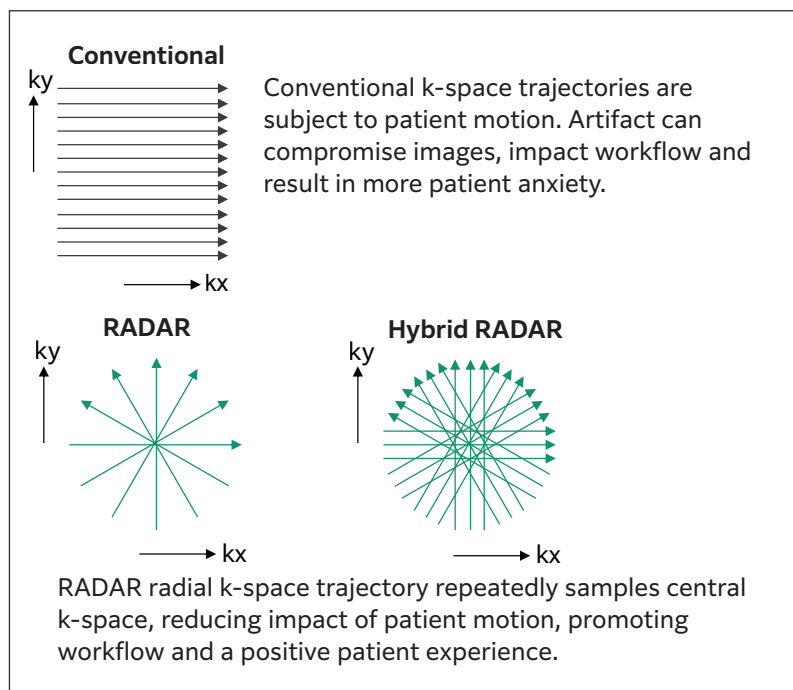 Conventional
ky
kx
Conventional k-space trajectories are
subject to patient motion. Artifact can
compromise images, impact workflow and
result in more patient anxiety.
RADAR
ky
kx
Hybrid RADAR
ky
kx
RADAR radial k-space trajectory repeatedly samples central
k-space, reducing impact of patient motion, promoting
workflow and a positive patient experience.